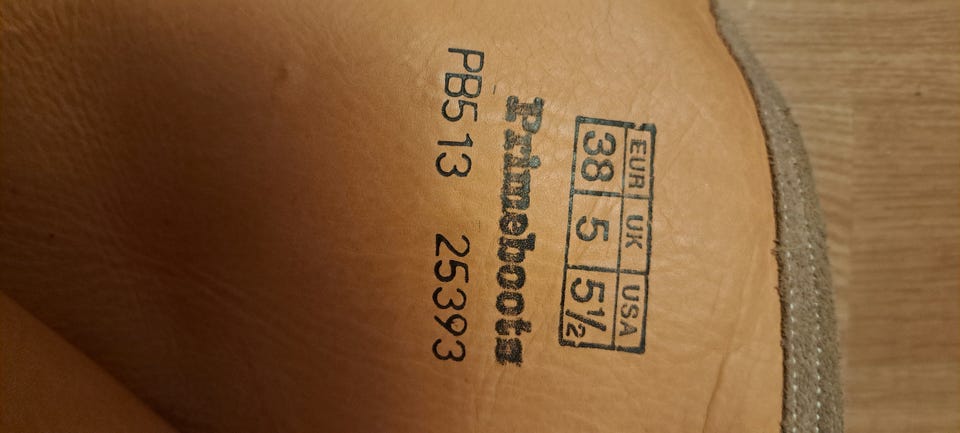 EUR UK USA
38 5 5½
Primeboots
PB5 13 25393